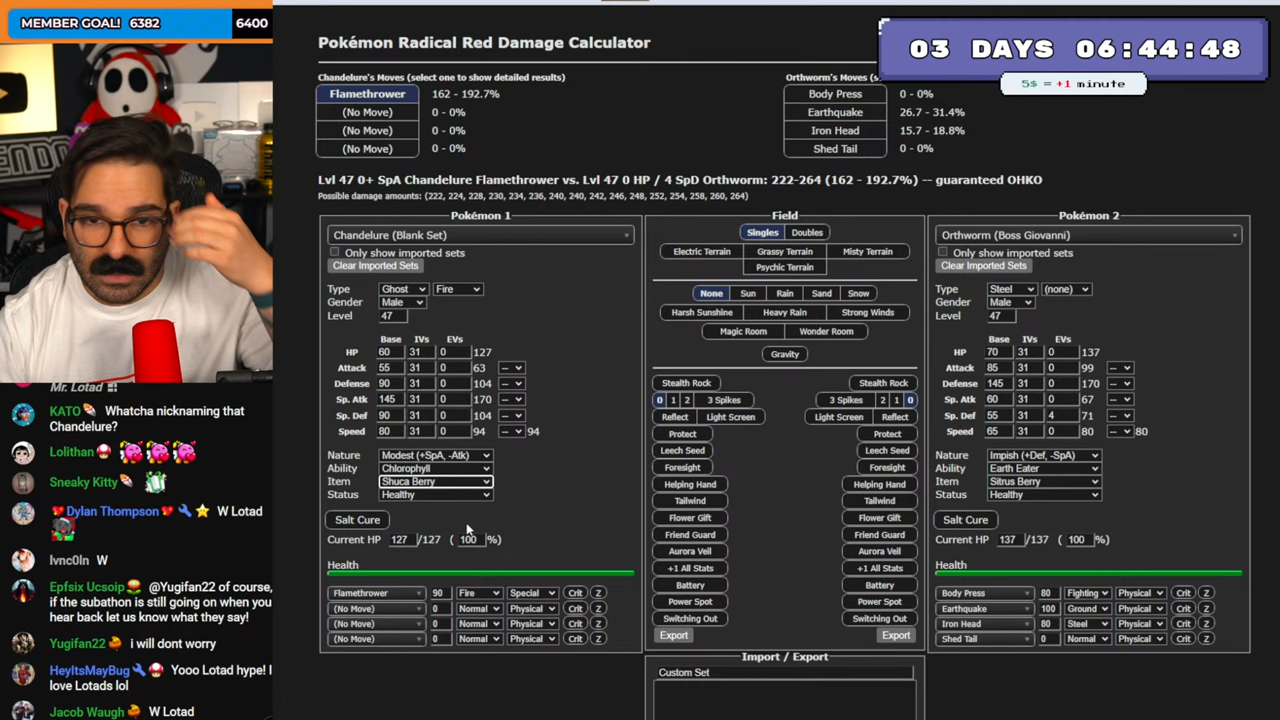 MEMBER GOAL! 6382 6400
03 DAYS 06:44:48
5$ = +1 minute
Pokémon Radical Red Damage Calculator
Chandelure's Moves (select one to show detailed results)
Flamethrower 162 - 192.7%
(No Move) 0 - 0%
(No Move) 0 - 0%
(No Move) 0 - 0%
Orthworm's Moves (s
Body Press 0 - 0%
Earthquake 26.7 - 31.4%
Iron Head 15.7 - 18.8%
Shed Tail 0 - 0%
Lvl 47 0+ SpA Chandelure Flamethrower vs. Lvl 47 0 HP / 4 SpD Orthworm: 222-264 (162 - 192.7%) -- guaranteed OHKO
Possible damage amounts: (222, 224, 228, 230, 234, 236, 240, 240, 242, 246, 248, 252, 254, 258, 260, 264)
Pokémon 1
Chandelure (Blank Set)
Only show imported sets
Clear Imported Sets
Type Ghost Fire
Gender Male
Level 47
Base IVs EVs
HP 60 31 0 127
Attack 55 31 0 63 --
Defense 90 31 0 104 --
Sp. Atk 145 31 0 170 --
Sp. Def 90 31 0 104 --
Speed 80 31 0 94 -- 94
Nature Modest (+SpA, -Atk)
Ability Chlorophyll
Item Shuca Berry
Status Healthy
Salt Cure
Current HP 127 /127 ( 100 %)
Health
Flamethrower 90 Fire Special Crit Z
(No Move) 0 Normal Physical Crit Z
(No Move) 0 Normal Physical Crit Z
(No Move) 0 Normal Physical Crit Z
Field
Singles Doubles
Electric Terrain Grassy Terrain Misty Terrain
Psychic Terrain
None Sun Rain Sand Snow
Harsh Sunshine Heavy Rain Strong Winds
Magic Room Wonder Room
Gravity
Stealth Rock Stealth Rock
0 1 2 3 Spikes 3 Spikes 2 1 0
Reflect Light Screen Light Screen Reflect
Protect Protect
Leech Seed Leech Seed
Foresight Foresight
Helping Hand Helping Hand
Tailwind Tailwind
Flower Gift Flower Gift
Friend Guard Friend Guard
Aurora Veil Aurora Veil
+1 All Stats +1 All Stats
Battery Battery
Power Spot Power Spot
Switching Out Switching Out
Export Export
Import / Export
Custom Set
Pokémon 2
Orthworm (Boss Giovanni)
Only show imported sets
Clear Imported Sets
Type Steel (none)
Gender Male
Level 47
Base IVs EVs
HP 70 31 0 137
Attack 85 31 0 99 --
Defense 145 31 0 170 --
Sp. Atk 60 31 0 67 --
Sp. Def 55 31 4 71 --
Speed 65 31 0 80 -- 80
Nature Impish (+Def, -SpA)
Ability Earth Eater
Item Sitrus Berry
Status Healthy
Salt Cure
Current HP 137 /137 ( 100 %)
Health
Body Press 80 Fighting Physical Crit Z
Earthquake 100 Ground Physical Crit Z
Iron Head 80 Steel Physical Crit Z
Shed Tail 0 Normal Physical Crit Z
Mr. Lotad
KATO Whatcha nicknaming that
Chandelure?
Lolithan
Sneaky Kitty
Dylan Thompson W Lotad
lvnc0ln W
Epfsix Ucsoip @Yugifan22 of course,
if the subathon is still going on when you
hear back let us know what they say!
Yugifan22 i will dont worry
HeyItsMayBug Yooo Lotad hype! I
love Lotads lol
Jacob Waugh W Lotad